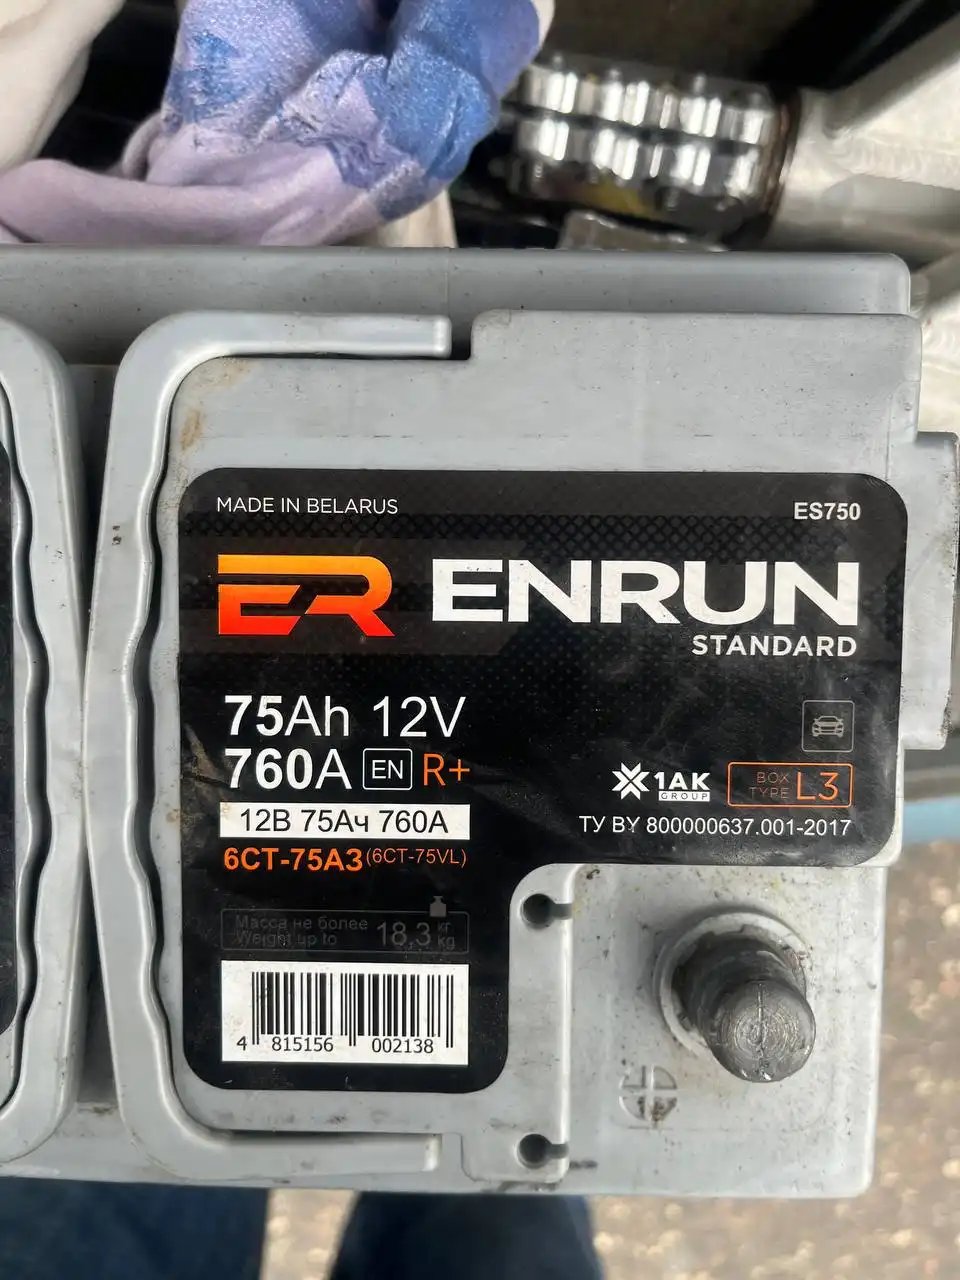 MADE IN BELARUS
ES750
ER ENRUN
STANDARD
75Ah 12V
760A EN R+
12В 75Ач 760А
6СТ-75АЗ (6СТ-75VL)
1AK
GROUP
BOX
TYPE L3
ТУ BY 800000637.001-2017
Масса не более
Weight up to
18,3 кг
kg
4 815156 002138
+